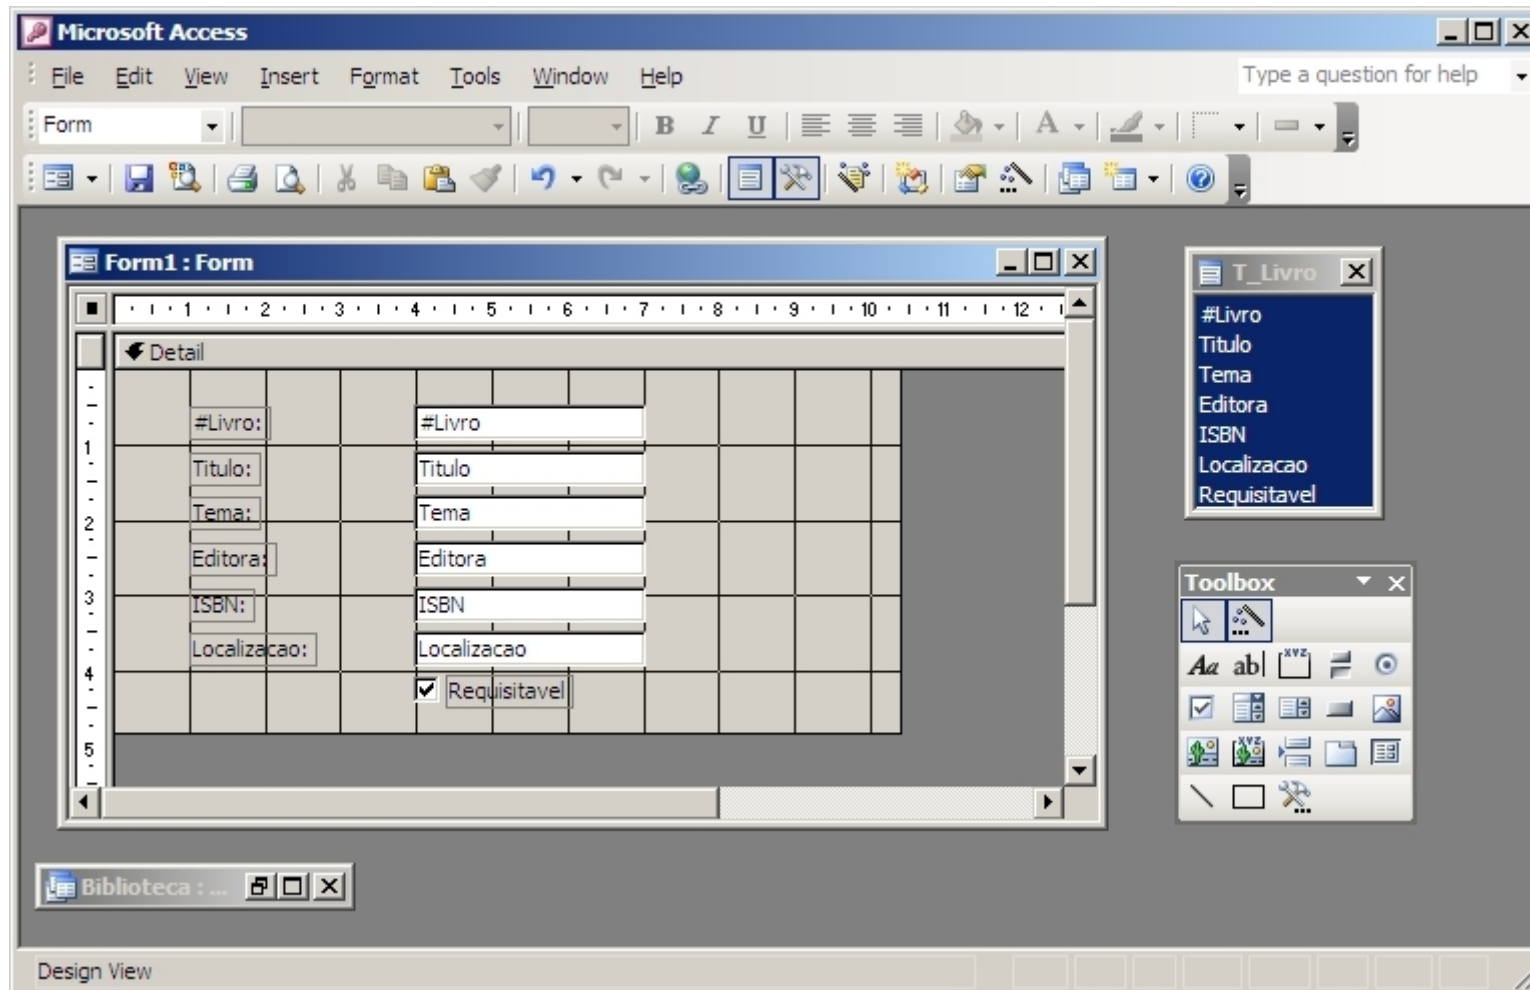 Microsoft Access
File Edit View Insert Format Tools Window Help
Type a question for help
Form
B I U A
Form1 : Form
1 2 3 4 5 6 7 8 9 10 11 12
Detail
#Livro: #Livro
1
Titulo: Titulo
Tema: Tema
2
Editora: Editora
3
ISBN: ISBN
Localizacao: Localizacao
4
Requisitavel
5
T_Livro
#Livro
Titulo
Tema
Editora
ISBN
Localizacao
Requisitavel
Toolbox
Aa ab| XYZ
XYZ
Biblioteca : ...
Design View